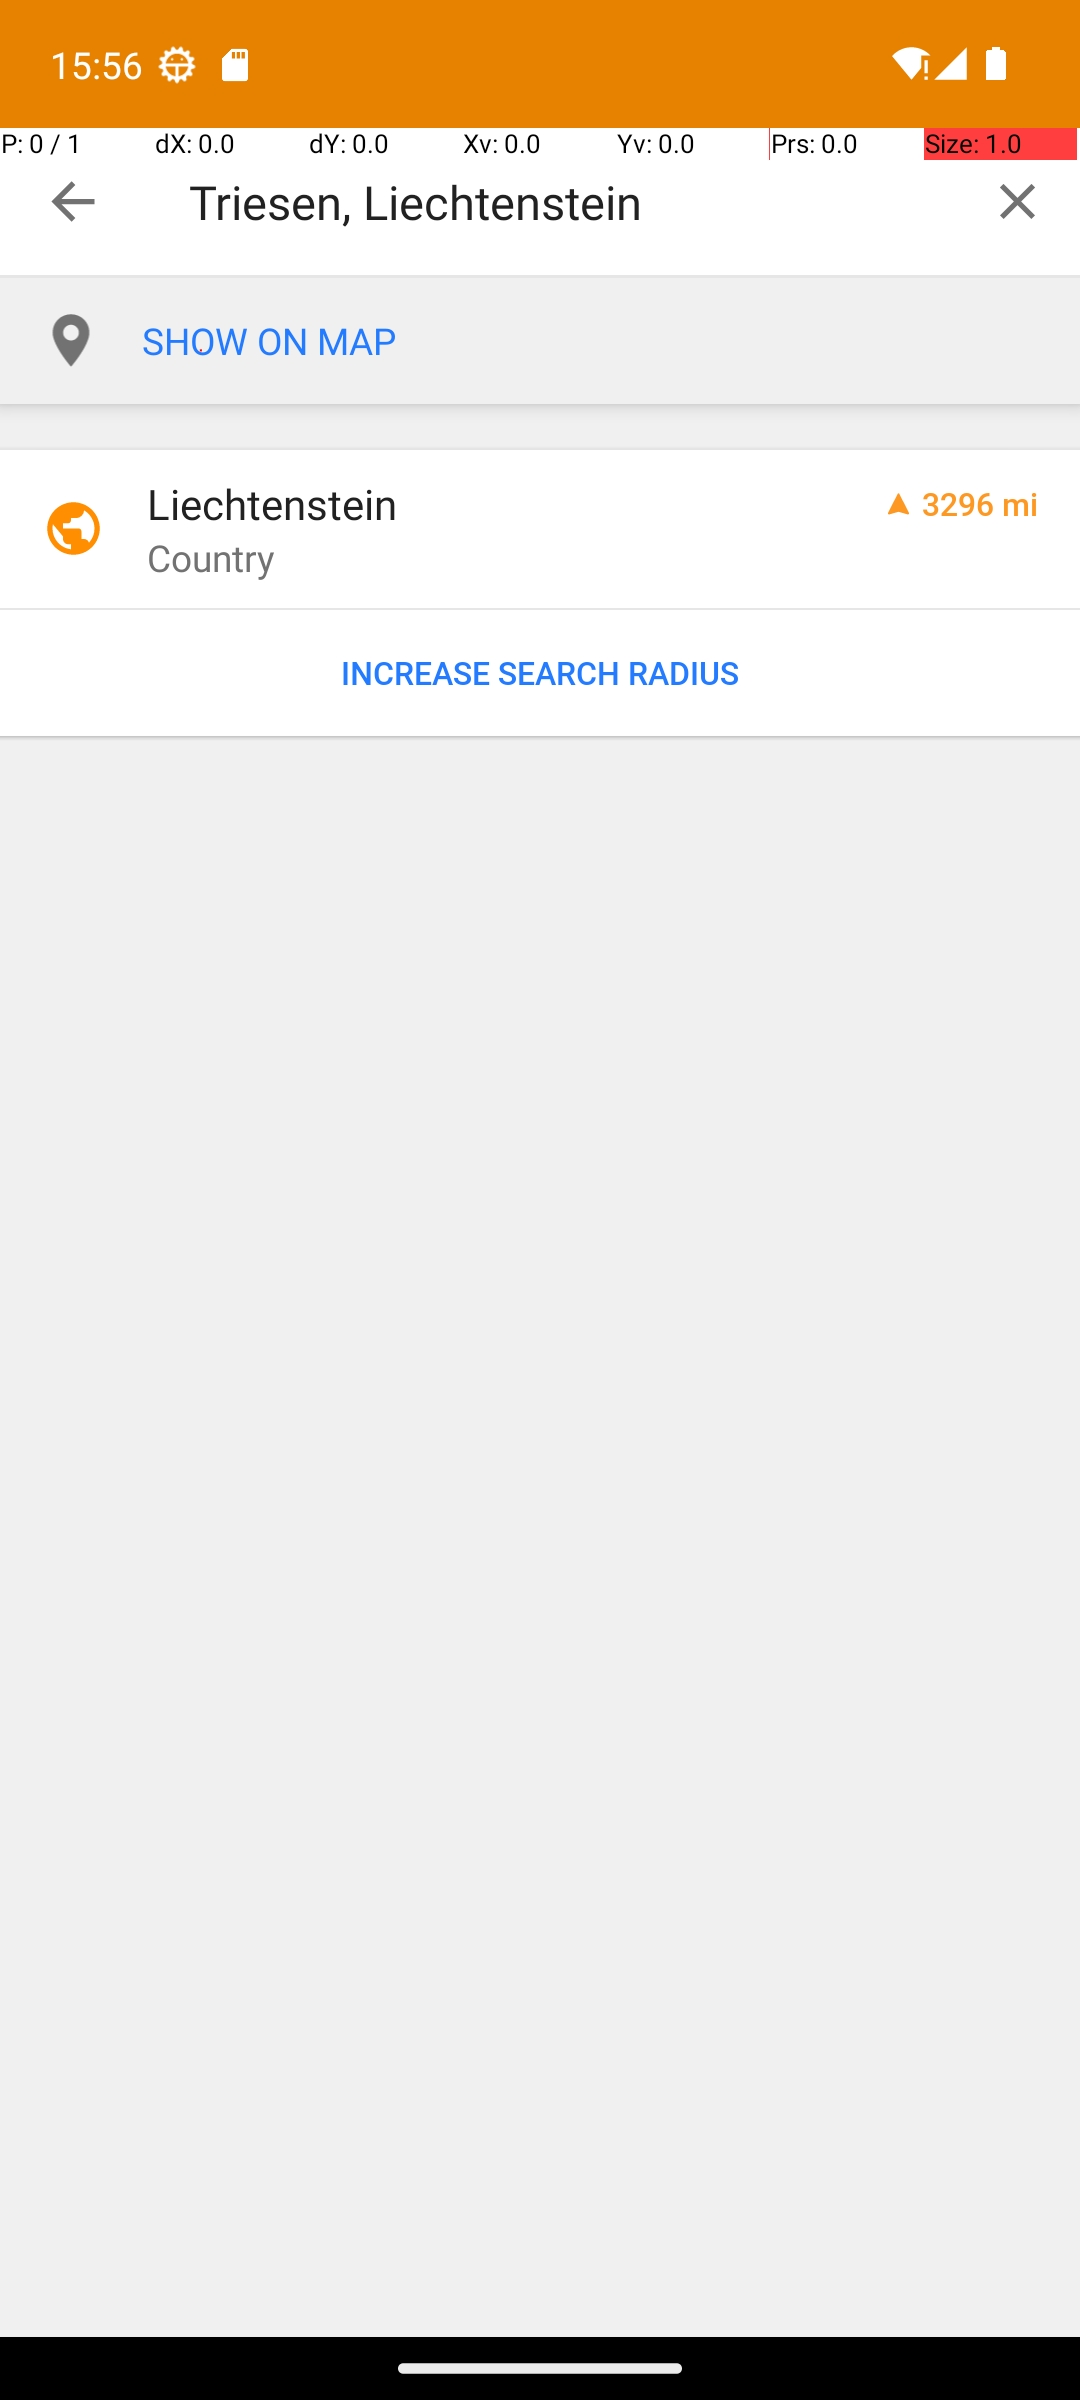 15:56
P: 0 / 1 dX: 0.0 dY: 0.0 Xv: 0.0 Yv: 0.0 Prs: 0.0 Size: 1.0
Triesen, Liechtenstein
SHOW ON MAP
Liechtenstein 3296 mi
Country
INCREASE SEARCH RADIUS